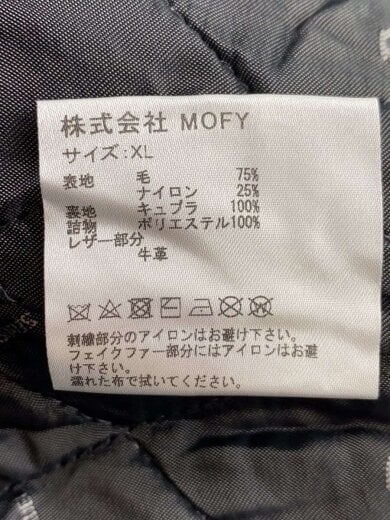 株式会社 MOFY
サイズ:XL
表地 毛 75%
ナイロン 25%
裏地 キュプラ 100%
詰物 ポリエステル100%
レザー部分
牛革
刺繍部分のアイロンはお避け下さい。
フェイクファー部分にはアイロンはお避
け下さい。
濡れた布で拭いてください。